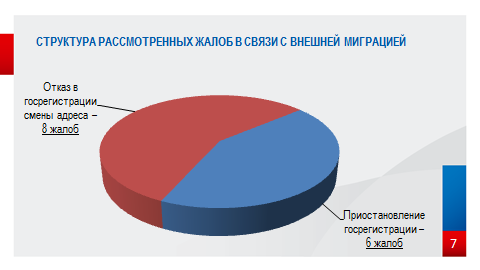 СТРУКТУРА РАССМОТРЕННЫХ ЖАЛОБ В СВЯЗИ С ВНЕШНЕЙ МИГРАЦИЕЙ
Отказ в
госрегистрации
смены адреса –
8 жалоб
Приостановление
госрегистрации –
6 жалоб
7